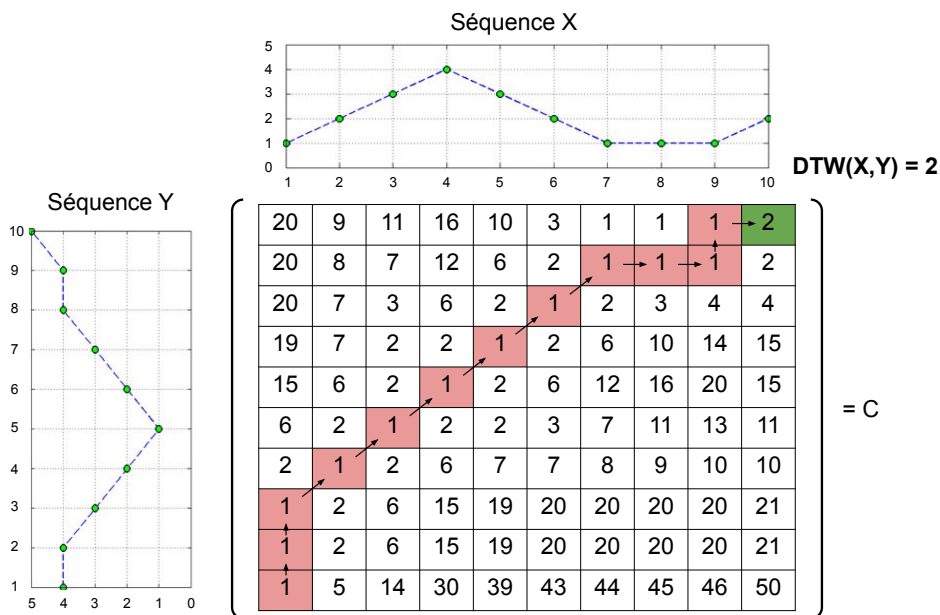 Séquence X
5
4
3
2
1
0
1 2 3 4 5 6 7 8 9 10
DTW(X,Y) = 2
Séquence Y
10
9
8
7
6
5
4
3
2
1
5 4 3 2 1 0
20 9 11 16 10 3 1 1 1 2
20 8 7 12 6 2 1 1 1 2
20 7 3 6 2 1 2 3 4 4
19 7 2 2 1 2 6 10 14 15
15 6 2 1 2 6 12 16 20 15
6 2 1 2 2 3 7 11 13 11
2 1 2 6 7 7 8 9 10 10
1 2 6 15 19 20 20 20 20 21
1 2 6 15 19 20 20 20 20 21
1 5 14 30 39 43 44 45 46 50
= C